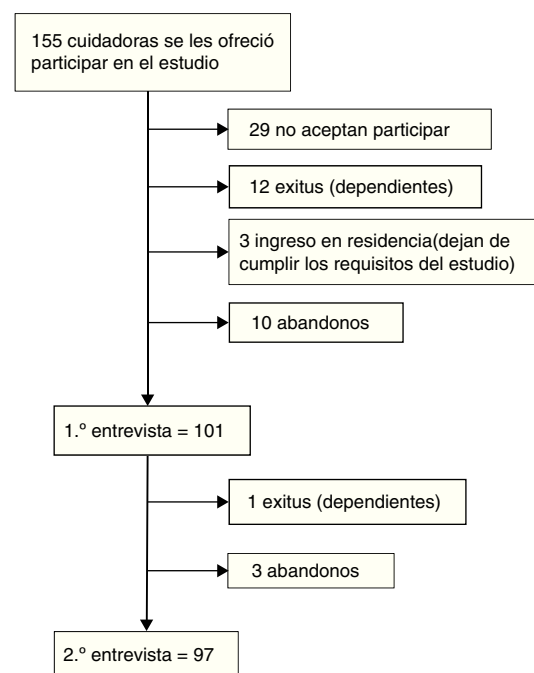 155 cuidadoras se les ofreció
participar en el estudio
29 no aceptan participar
12 exitus (dependientes)
3 ingreso en residencia(dejan de
cumplir los requisitos del estudio)
10 abandonos
1.º entrevista = 101
1 exitus (dependientes)
3 abandonos
2.º entrevista = 97